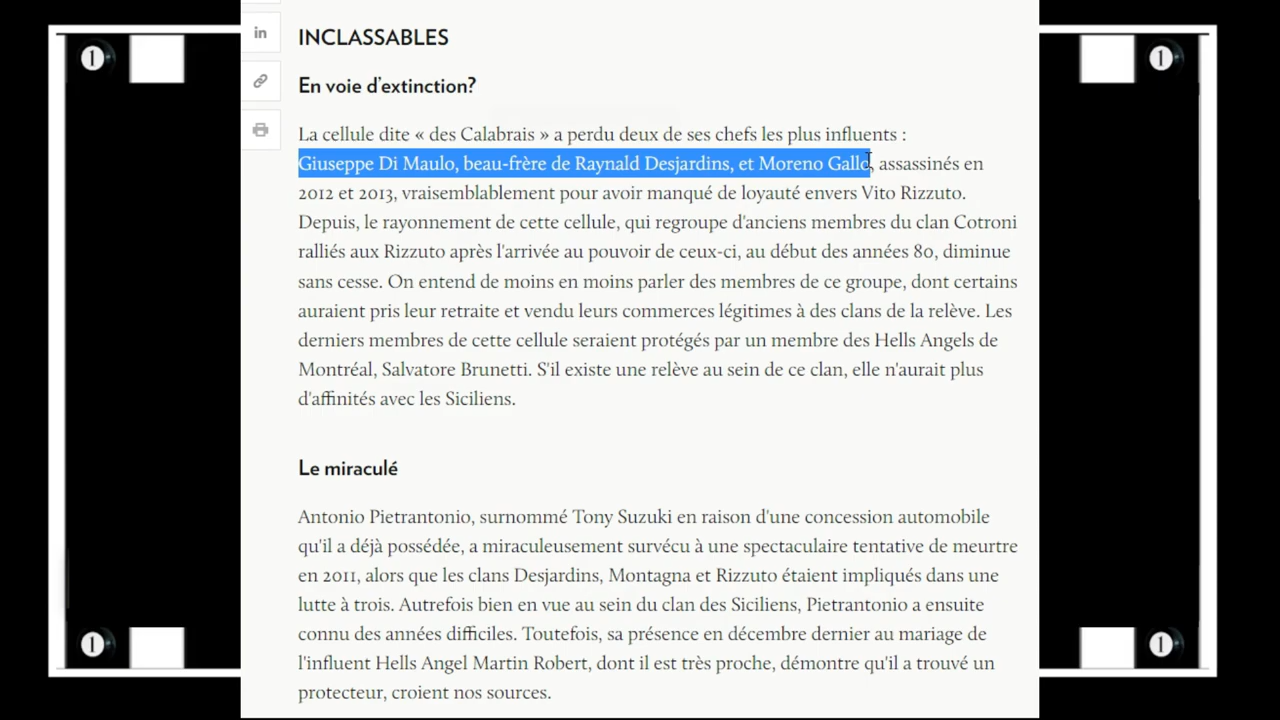 1
1
in
INCLASSABLES
En voie d'extinction?
La cellule dite « des Calabrais » a perdu deux de ses chefs les plus influents :
Giuseppe Di Maulo, beau-frère de Raynald Desjardins, et Moreno Gallo, assassinés en
2012 et 2013, vraisemblablement pour avoir manqué de loyauté envers Vito Rizzuto.
Depuis, le rayonnement de cette cellule, qui regroupe d'anciens membres du clan Cotroni
ralliés aux Rizzuto après l'arrivée au pouvoir de ceux-ci, au début des années 80, diminue
sans cesse. On entend de moins en moins parler des membres de ce groupe, dont certains
auraient pris leur retraite et vendu leurs commerces légitimes à des clans de la relève. Les
derniers membres de cette cellule seraient protégés par un membre des Hells Angels de
Montréal, Salvatore Brunetti. S'il existe une relève au sein de ce clan, elle n'aurait plus
d'affinités avec les Siciliens.
Le miraculé
Antonio Pietrantonio, surnommé Tony Suzuki en raison d'une concession automobile
qu'il a déjà possédée, a miraculeusement survécu à une spectaculaire tentative de meurtre
en 2011, alors que les clans Desjardins, Montagna et Rizzuto étaient impliqués dans une
lutte à trois. Autrefois bien en vue au sein du clan des Siciliens, Pietrantonio a ensuite
connu des années difficiles. Toutefois, sa présence en décembre dernier au mariage de
l'influent Hells Angel Martin Robert, dont il est très proche, démontre qu'il a trouvé un
protecteur, croient nos sources.
1
1